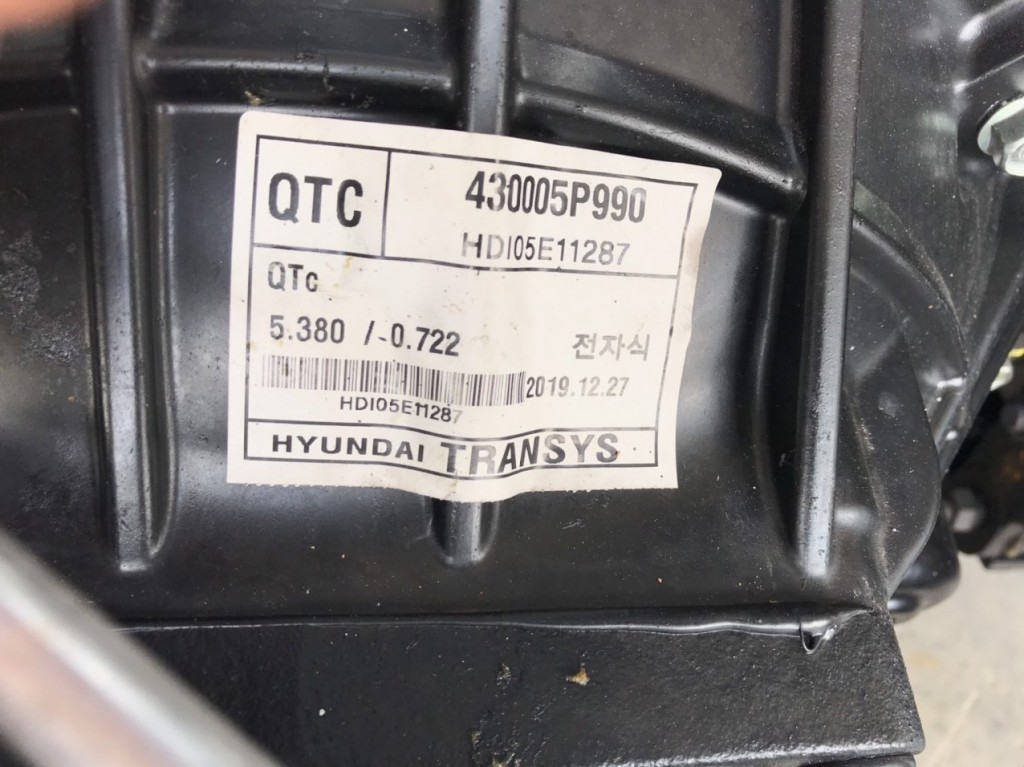 QTC
430005P990
HDI05E11287
QTc
5.380 /-0.722 전자식
2019.12.27
HDI05E11287
HYUNDAI TRANSYS